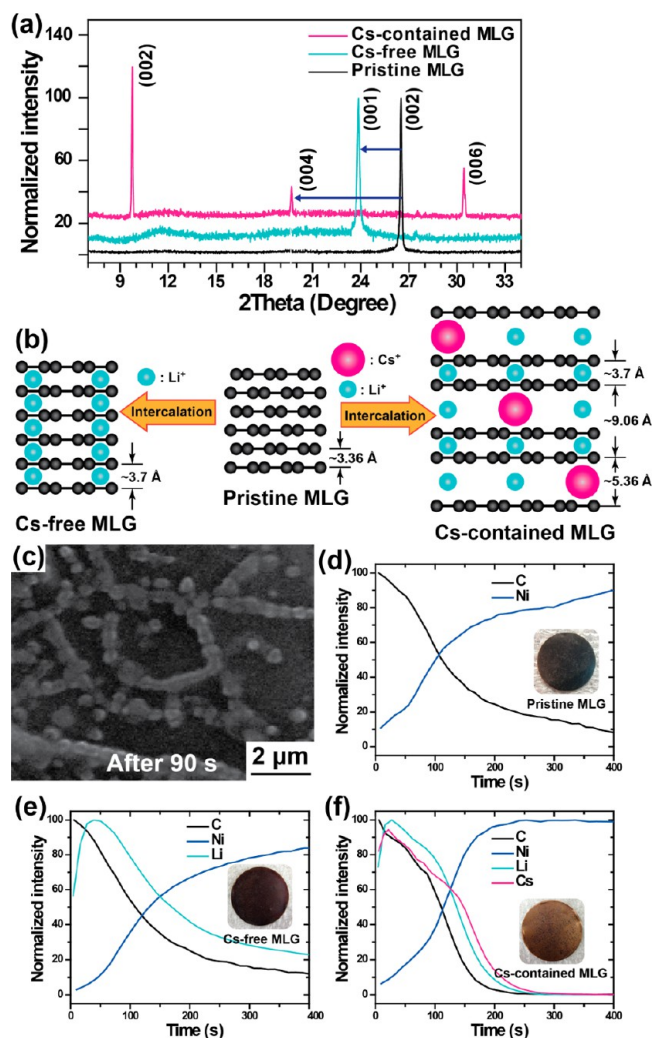 (a)
Normalized intensity
140
100
60
20
Cs-contained MLG
Cs-free MLG
Pristine MLG
(002)
(004)
(001)
(002)
(006)
9 12 15 18 21 24 27 30 33
2Theta (Degree)
(b)
: Li⁺
Intercalation
~3.7 Å
Cs-free MLG
~3.36 Å
Pristine MLG
: Cs⁺
: Li⁺
Intercalation
~3.7 Å
~9.06 Å
~5.36 Å
Cs-contained MLG
(c)
After 90 s
2 µm
(d)
Normalized intensity
100
80
60
40
20
0
C
Ni
Pristine MLG
0 100 200 300 400
Time (s)
(e)
Normalized intensity
100
80
60
40
20
0
C
Ni
Li
Cs-free MLG
0 100 200 300 400
Time (s)
(f)
Normalized intensity
100
80
60
40
20
0
C
Ni
Li
Cs
Cs-contained MLG
0 100 200 300 400
Time (s)